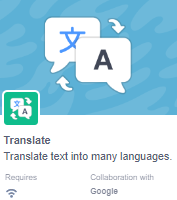 文
A
Translate
Translate text into many languages.
Requires
Collaboration with
Google